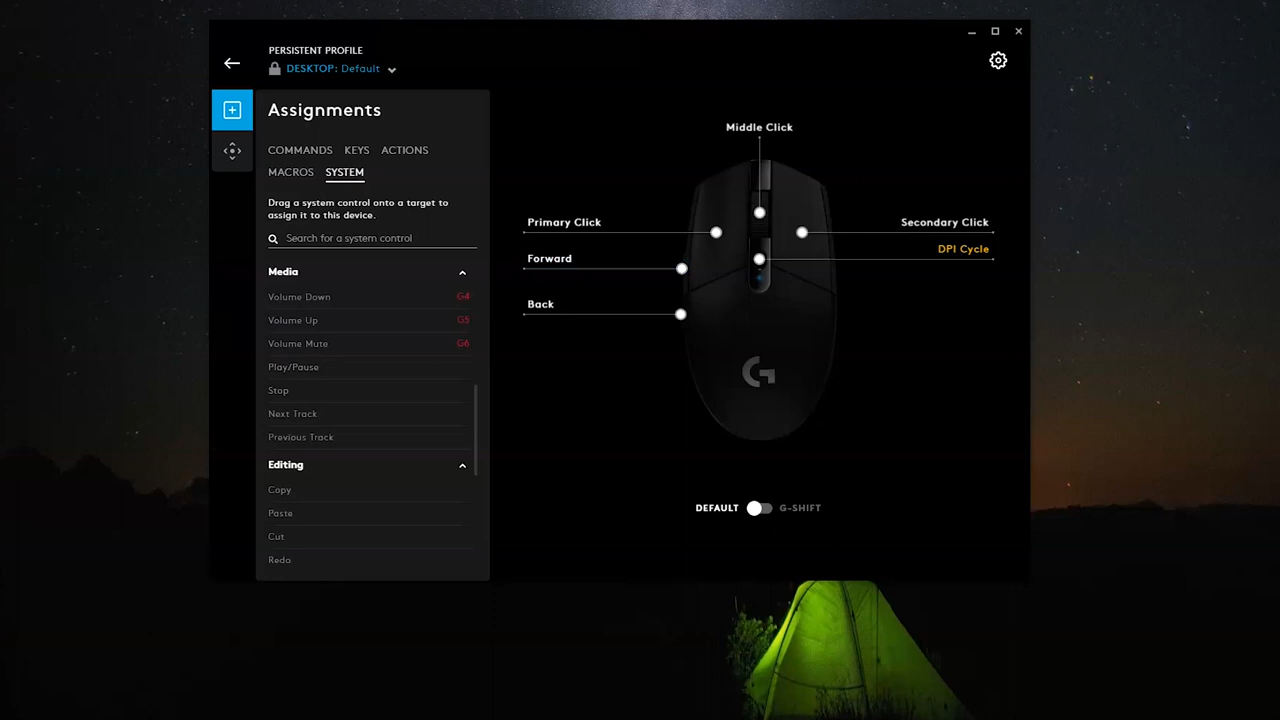 PERSISTENT PROFILE
DESKTOP: Default
Assignments
COMMANDS KEYS ACTIONS
MACROS SYSTEM
Drag a system control onto a target to
assign it to this device.
Search for a system control
Media
Volume Down G4
Volume Up G5
Volume Mute G6
Play/Pause
Stop
Next Track
Previous Track
Editing
Copy
Paste
Cut
Redo
Middle Click
Primary Click
Secondary Click
Forward
DPI Cycle
Back
DEFAULT G-SHIFT